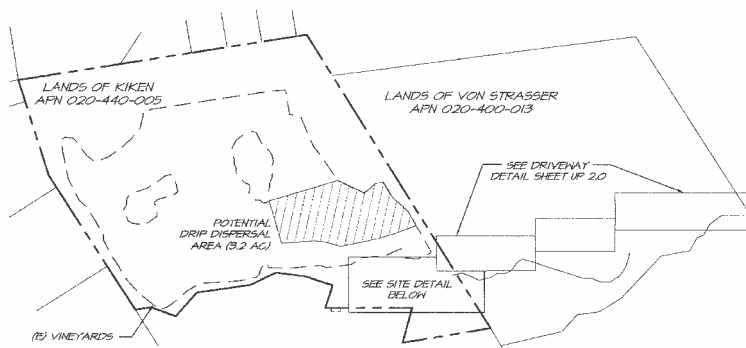 LANDS OF KIKEN
APN 020-440-005
LANDS OF VON STRASSER
APN 020-400-013
SEE DRIVEWAY
DETAIL SHEET UP 2.0
POTENTIAL
DRIP DISPERSAL
AREA (3.2 AC)
SEE SITE DETAIL
BELOW
(E) VINEYARDS